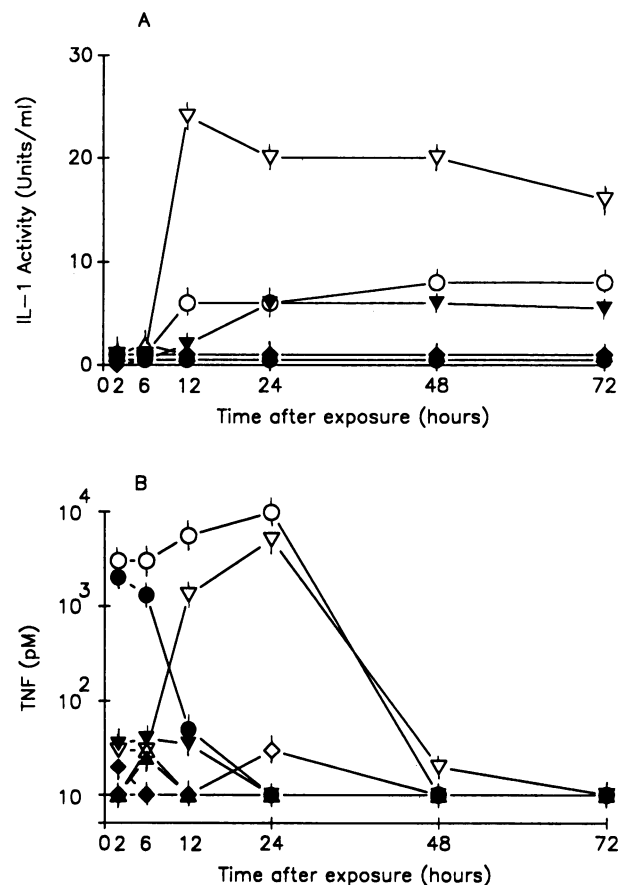 A
30
20
10
0
IL-1 Activity (Units/ml)
0 2 6 12 24 48 72
Time after exposure (hours)
B
10^4
10^3
10^2
10
TNF (pM)
0 2 6 12 24 48 72
Time after exposure (hours)